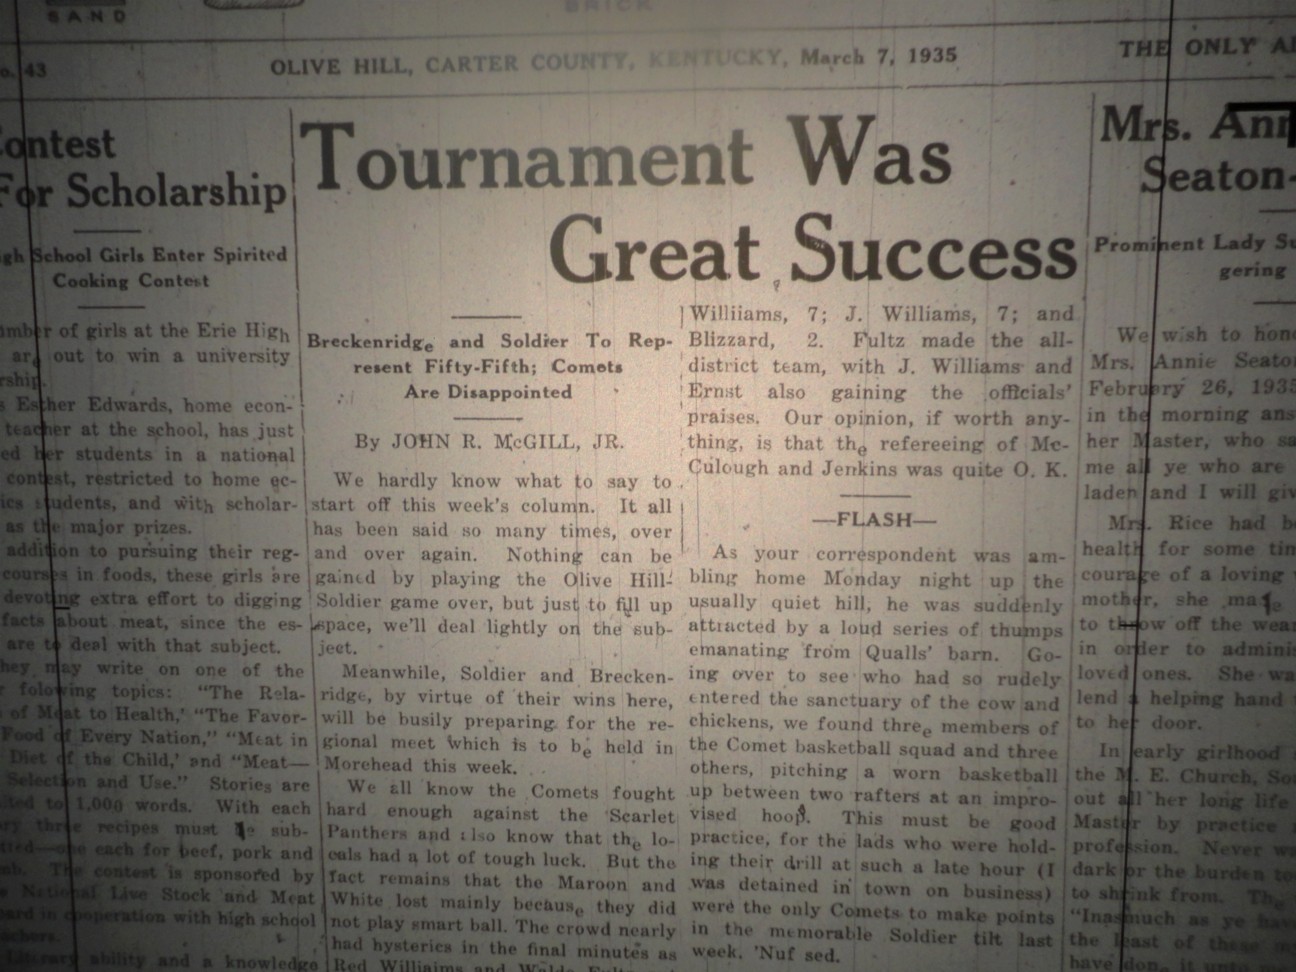 SAND
BRICK
43
OLIVE HILL, CARTER COUNTY, KENTUCKY, March 7, 1935
THE ONLY
Contest
For Scholarship
School Girls Enter Spirited
Cooking Contest
of girls at the Erie High
are out to win a university
Esther Edwards, home econ-
teacher at the school, has just
her students in a national
contest, restricted to home ec-
students, and with scholar-
as the major prizes.
addition to pursuing their reg-
courses in foods, these girls are
devoting extra effort to digging
facts about meat, since the es-
are to deal with that subject.
they may write on one of the
folowing topics: "The Rela-
of Meat to Health,' "The Favor-
Food of Every Nation," "Meat in
Diet of the Child,' and "Meat—
Selection and Use." Stories are
to 1,000 words. With each
three recipes must be sub-
one each for beef, pork and
The contest is sponsored by
National Live Stock and Meat
in cooperation with high school
Literary ability and a knowledge
Tournament Was
Great Success
Breckenridge and Soldier To Rep-
resent Fifty-Fifth; Comets
Are Disappointed
By JOHN R. McGILL, JR.
We hardly know what to say to
start off this week's column. It all
has been said so many times, over
and over again. Nothing can be
gained by playing the Olive Hill-
Soldier game over, but just to fill up
space, we'll deal lightly on the sub-
ject.
Meanwhile, Soldier and Brecken-
ridge, by virtue of their wins here,
will be busily preparing for the re-
gional meet which is to be held in
Morehead this week.
We all know the Comets fought
hard enough against the Scarlet
Panthers and also know that the lo-
cals had a lot of tough luck. But the
fact remains that the Maroon and
White lost mainly because they did
not play smart ball. The crowd nearly
had hysterics in the final minutes as
Red Williaims and
Williiams, 7; J. Williams, 7; and
Blizzard, 2. Fultz made the all-
district team, with J. Williams and
Ernst also gaining the officials'
praises. Our opinion, if worth any-
thing, is that the refereeing of Mc-
Culough and Jenkins was quite O. K.
—FLASH—
As your correspondent was am-
bling home Monday night up the
usually quiet hill, he was suddenly
attracted by a loud series of thumps
emanating from Qualls' barn. Go-
ing over to see who had so rudely
entered the sanctuary of the cow and
chickens, we found three members of
the Comet basketball squad and three
others, pitching a worn basketball
up between two rafters at an impro-
vised hoop. This must be good
practice, for the lads who were hold-
ing their drill at such a late hour (I
was detained in town on business)
were the only Comets to make points
in the memorable Soldier tilt last
week. 'Nuf sed.
Mrs.
Seaton-
Prominent Lady
gering
We wish to
Mrs. Annie
February 26, 1935
in the morning
her Master, who
me all ye who are
laden and I will
Mrs. Rice had
health for some
courage of a loving
mother, she
to throw off the
in order to
loved ones. She
lend a helping hand
to her door.
In early girlhood
the M. E. Church,
out all her long life
Master by practice
profession. Never
dark or the burden
to shrink from.
"Inasmuch as ye
the least of these
have